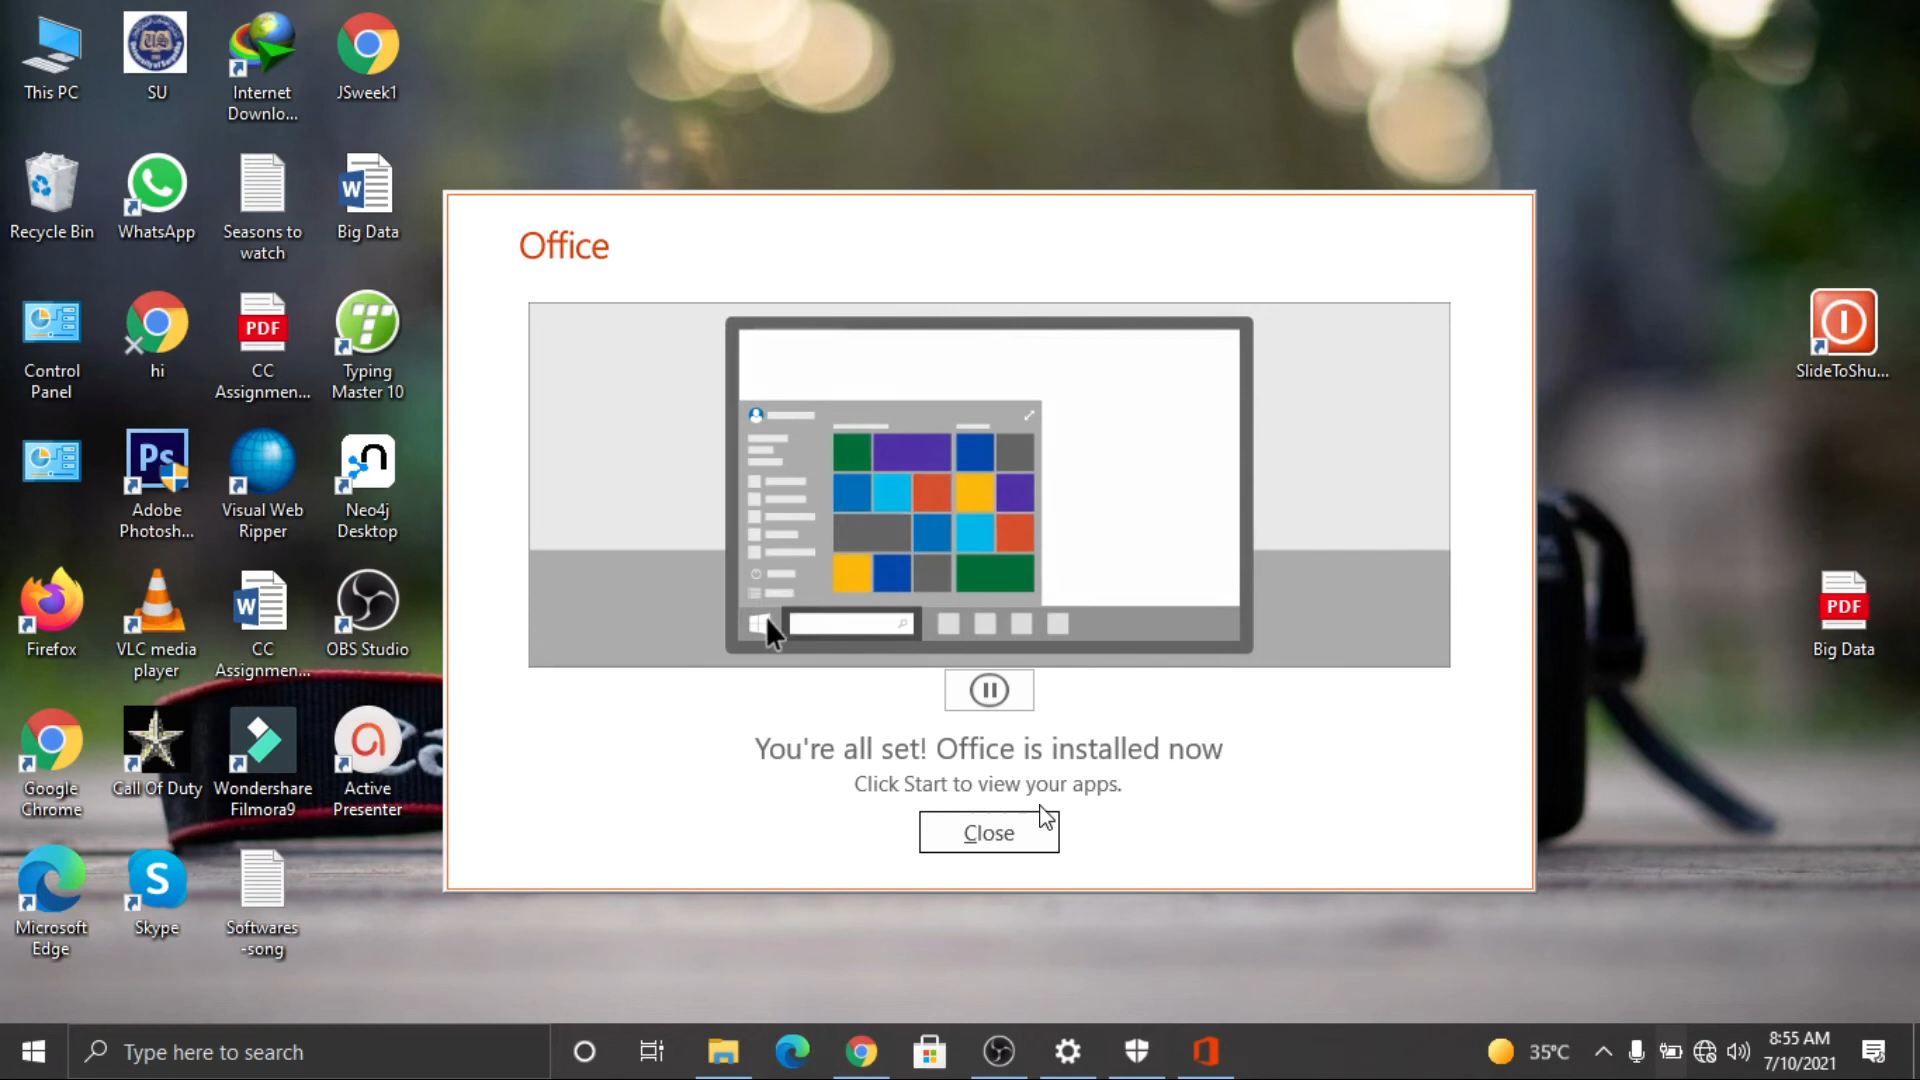 This PC
SU
Internet
Downlo...
JSweek1
Recycle Bin
WhatsApp
Seasons to
watch
W
Big Data
Control
Panel
hi
PDF
CC
Assignmen...
Typing
Master 10
Ps
Adobe
Photosh...
Visual Web
Ripper
Neo4j
Desktop
Firefox
VLC media
player
W
CC
Assignmen...
OBS Studio
Google
Chrome
Call Of Duty
Wondershare
Filmora9
Active
Presenter
Microsoft
Edge
S
Skype
Softwares
-song
Office
You're all set! Office is installed now
Click Start to view your apps.
Close
SlideToShu...
PDF
Big Data
Type here to search
35°C
8:55 AM
7/10/2021